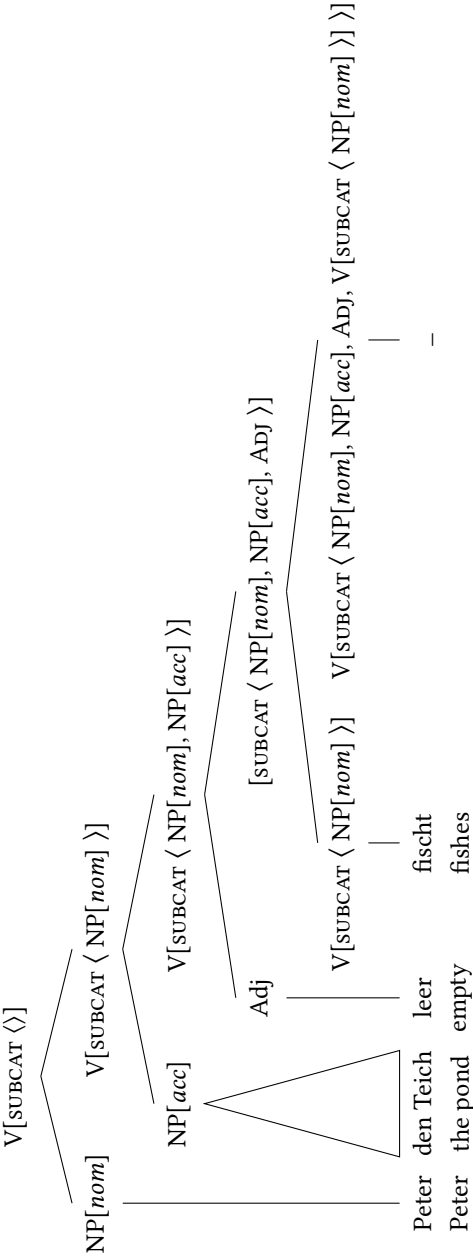 V[SUBCAT ⟨⟩]
NP[nom] V[SUBCAT ⟨ NP[nom] ⟩]
NP[acc] V[SUBCAT ⟨ NP[nom], NP[acc] ⟩]
Adj [SUBCAT ⟨ NP[nom], NP[acc], ADJ ⟩]
V[SUBCAT ⟨ NP[nom] ⟩] V[SUBCAT ⟨ NP[nom], NP[acc], ADJ, V[SUBCAT ⟨ NP[nom] ⟩] ⟩]
Peter den Teich leer fischt –
Peter the pond empty fishes